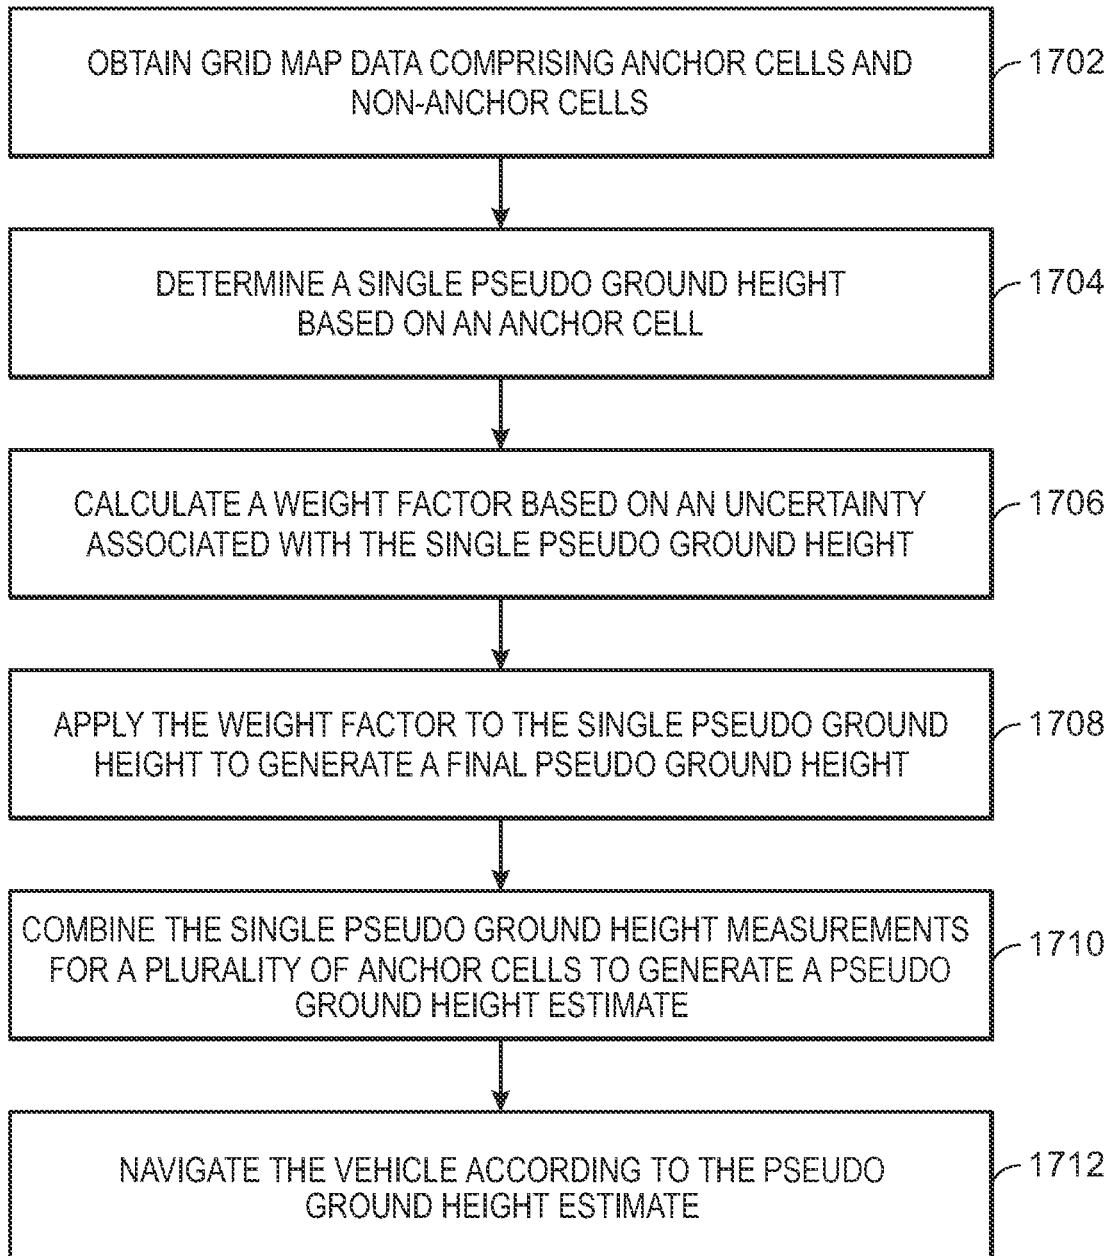 OBTAIN GRID MAP DATA COMPRISING ANCHOR CELLS AND
NON-ANCHOR CELLS
1702
DETERMINE A SINGLE PSEUDO GROUND HEIGHT
BASED ON AN ANCHOR CELL
1704
CALCULATE A WEIGHT FACTOR BASED ON AN UNCERTAINTY
ASSOCIATED WITH THE SINGLE PSEUDO GROUND HEIGHT
1706
APPLY THE WEIGHT FACTOR TO THE SINGLE PSEUDO GROUND
HEIGHT TO GENERATE A FINAL PSEUDO GROUND HEIGHT
1708
COMBINE THE SINGLE PSEUDO GROUND HEIGHT MEASUREMENTS
FOR A PLURALITY OF ANCHOR CELLS TO GENERATE A PSEUDO
GROUND HEIGHT ESTIMATE
1710
NAVIGATE THE VEHICLE ACCORDING TO THE PSEUDO
GROUND HEIGHT ESTIMATE
1712